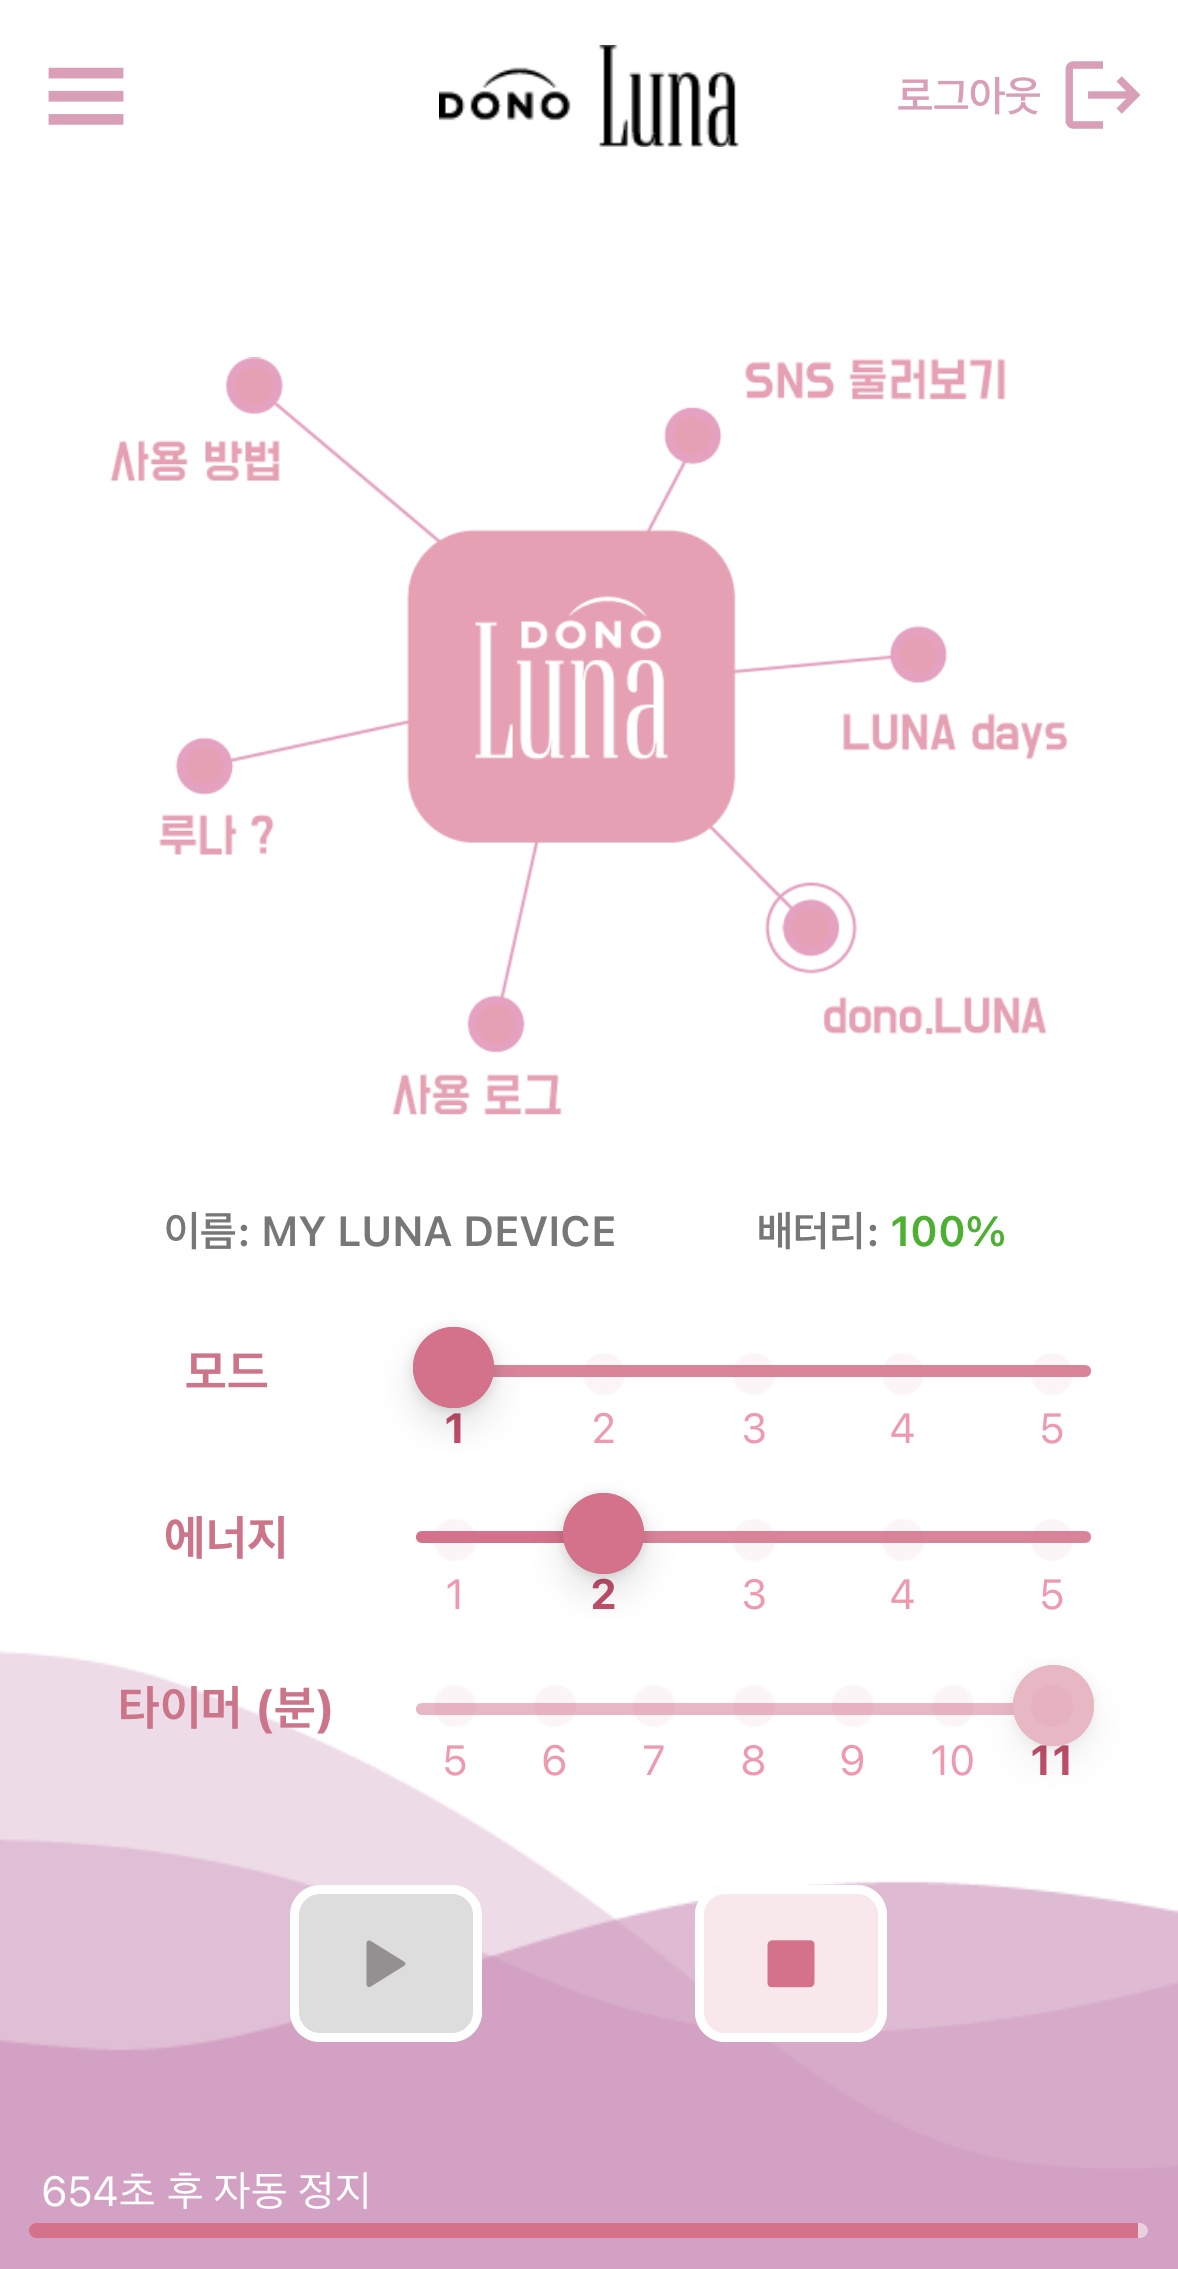 DONO Luna
로그아웃
SNS 둘러보기
사용 방법
DONO
Luna
LUNA days
루나 ?
dono.LUNA
사용 로그
이름: MY LUNA DEVICE 배터리: 100%
모드
1 2 3 4 5
에너지
1 2 3 4 5
타이머 (분)
5 6 7 8 9 10 11
654초 후 자동 정지